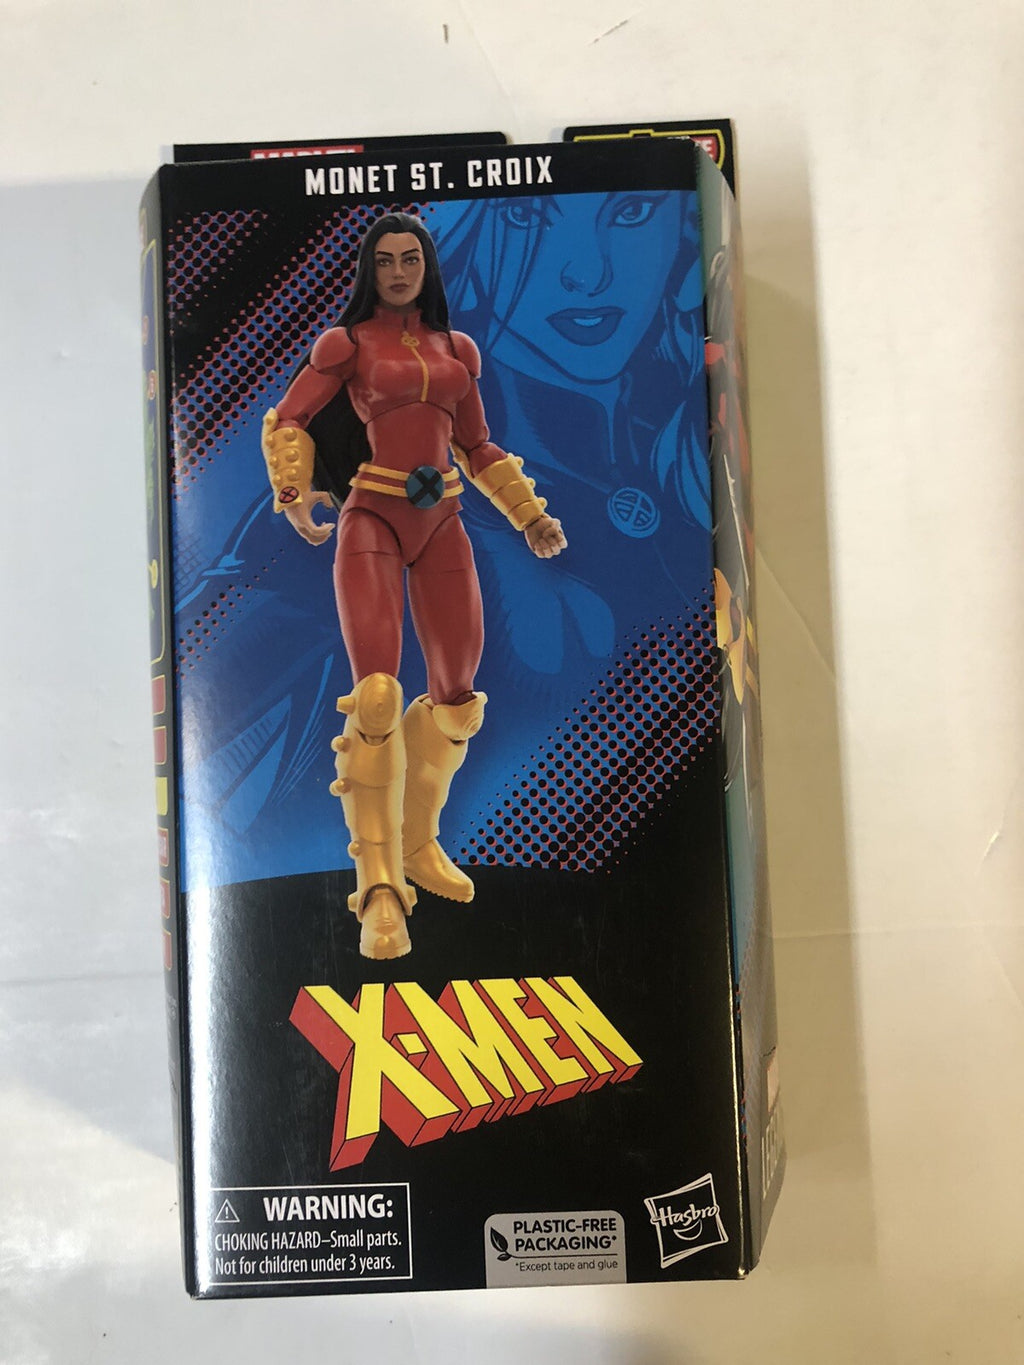 MONET ST. CROIX
X-MEN
WARNING:
CHOKING HAZARD–Small parts.
Not for children under 3 years.
PLASTIC-FREE
PACKAGING*
*Except tape and glue
Hasbro